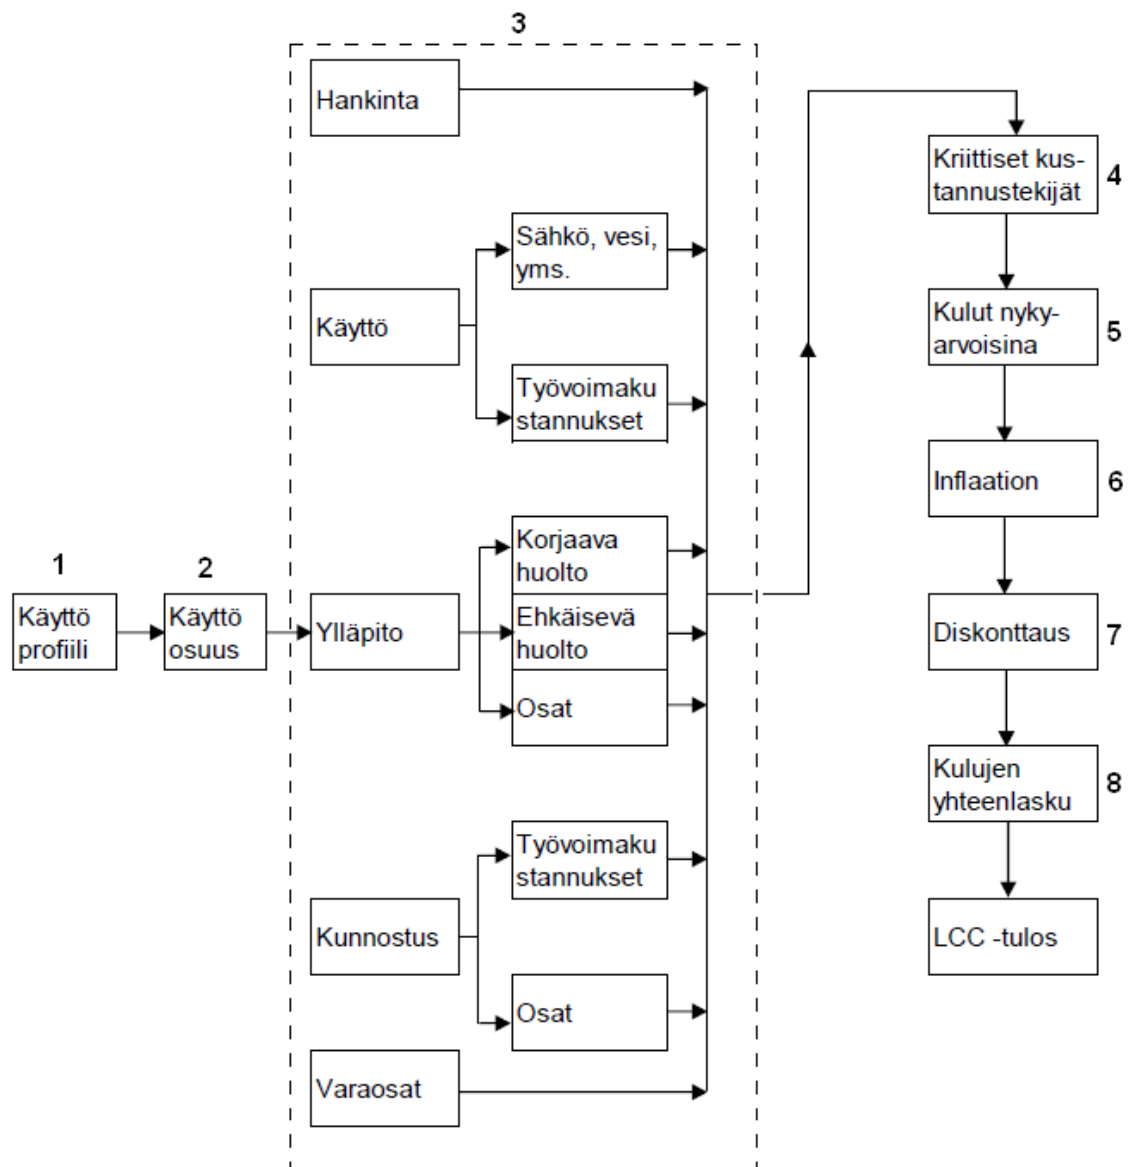 3
Hankinta
Kriittiset kus-
tannustekijät
4
Sähkö, vesi,
yms.
Käyttö
Kulut nyky-
arvoisina
5
Työvoimaku
stannukset
Inflaation
6
Korjaava
huolto
1
2
Käyttö
profiili
Käyttö
osuus
Ylläpito
Ehkäisevä
huolto
Diskonttaus
7
Osat
Kulujen
yhteenlasku
8
Työvoimaku
stannukset
Kunnostus
LCC -tulos
Osat
Varaosat